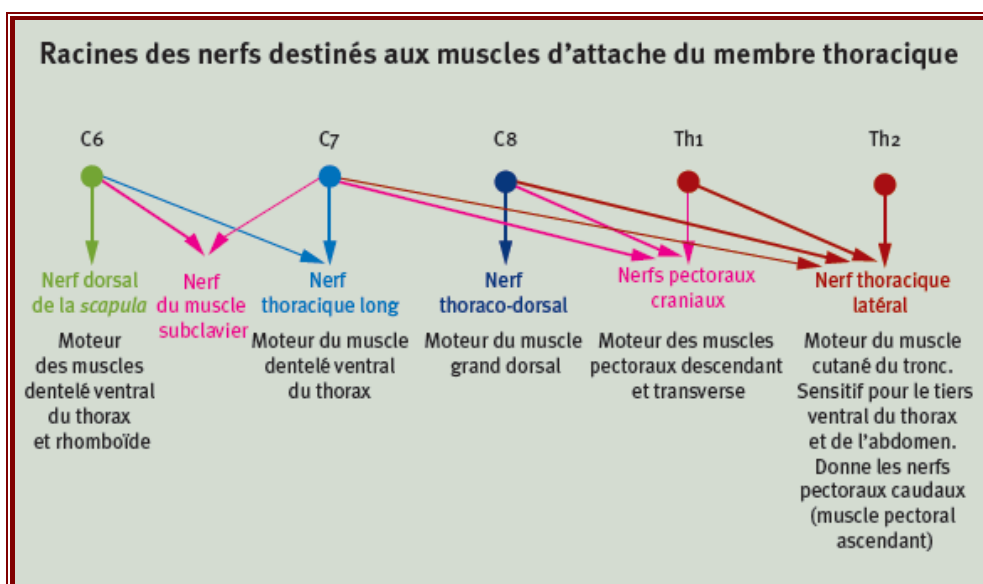 Racines des nerfs destinés aux muscles d’attache du membre thoracique
C6
C7
C8
Th1
Th2
Nerf dorsal
de la scapula
Moteur
des muscles
dentelé ventral
du thorax
et rhomboïde
Nerf
du muscle
subclavier
Nerf
thoracique long
Moteur du muscle
dentelé ventral
du thorax
Nerf
thoraco-dorsal
Moteur du muscle
grand dorsal
Nerfs pectoraux
craniaux
Moteur des muscles
pectoraux descendant
et transverse
Nerf thoracique
latéral
Moteur du muscle
cutané du tronc.
Sensitif pour le tiers
ventral du thorax
et de l’abdomen.
Donne les nerfs
pectoraux caudaux
(muscle pectoral
ascendant)